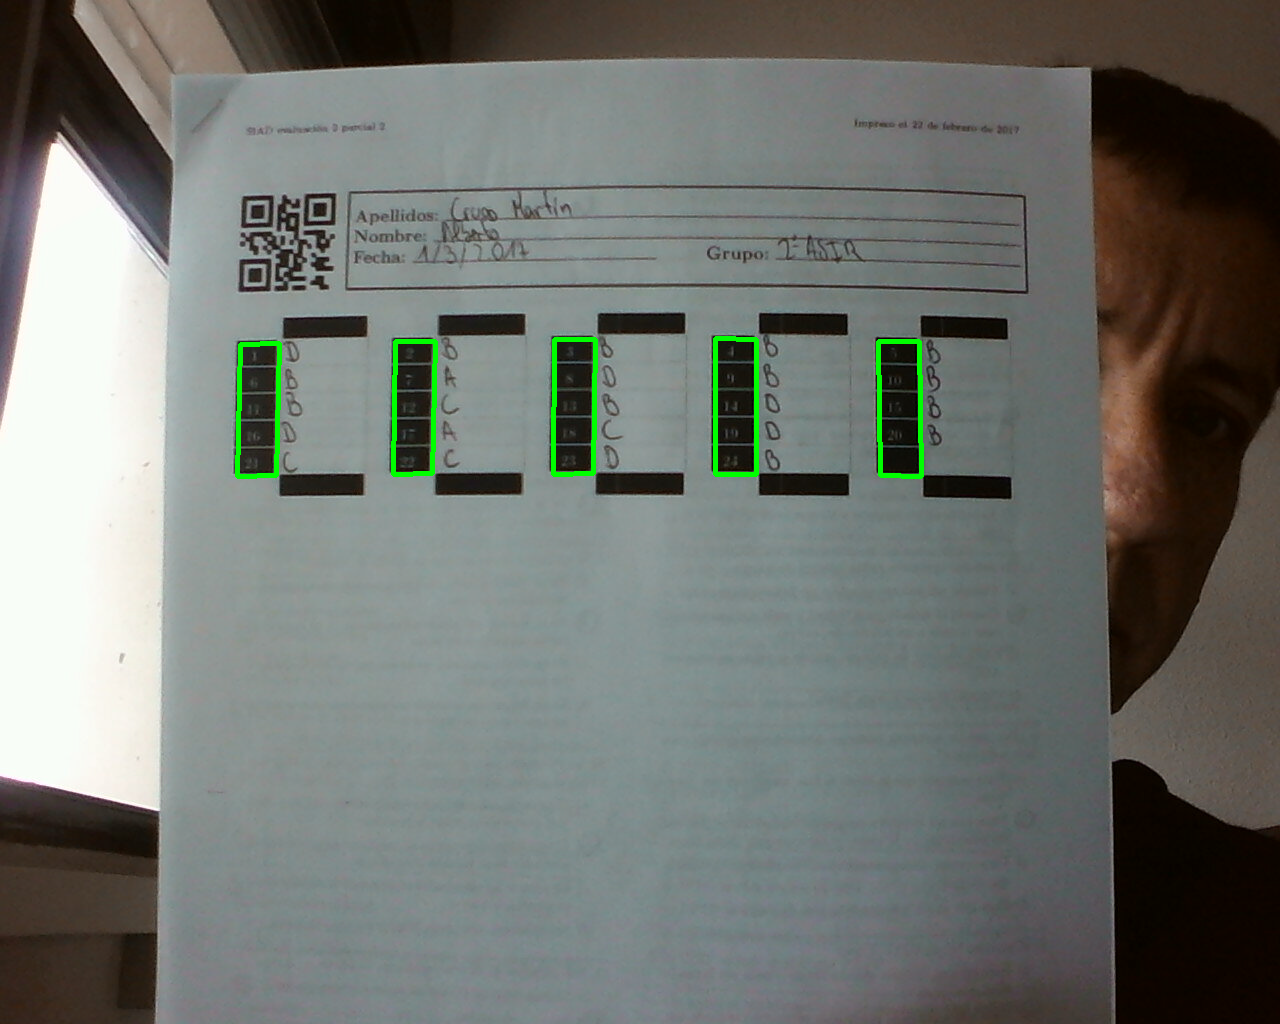 SIAD evaluación 2 parcial 2 Impreso el 22 de febrero de 2017
Apellidos: Crespo Martín
Nombre: Alberto
Fecha: 1/3/2017 Grupo: 2º ASIR
1 D 2 B 3 B 4 B 5 B
6 B 7 A 8 D 9 B 10 B
11 B 12 C 13 B 14 D 15 B
16 D 17 A 18 C 19 D 20 B
21 C 22 C 23 D 24 B